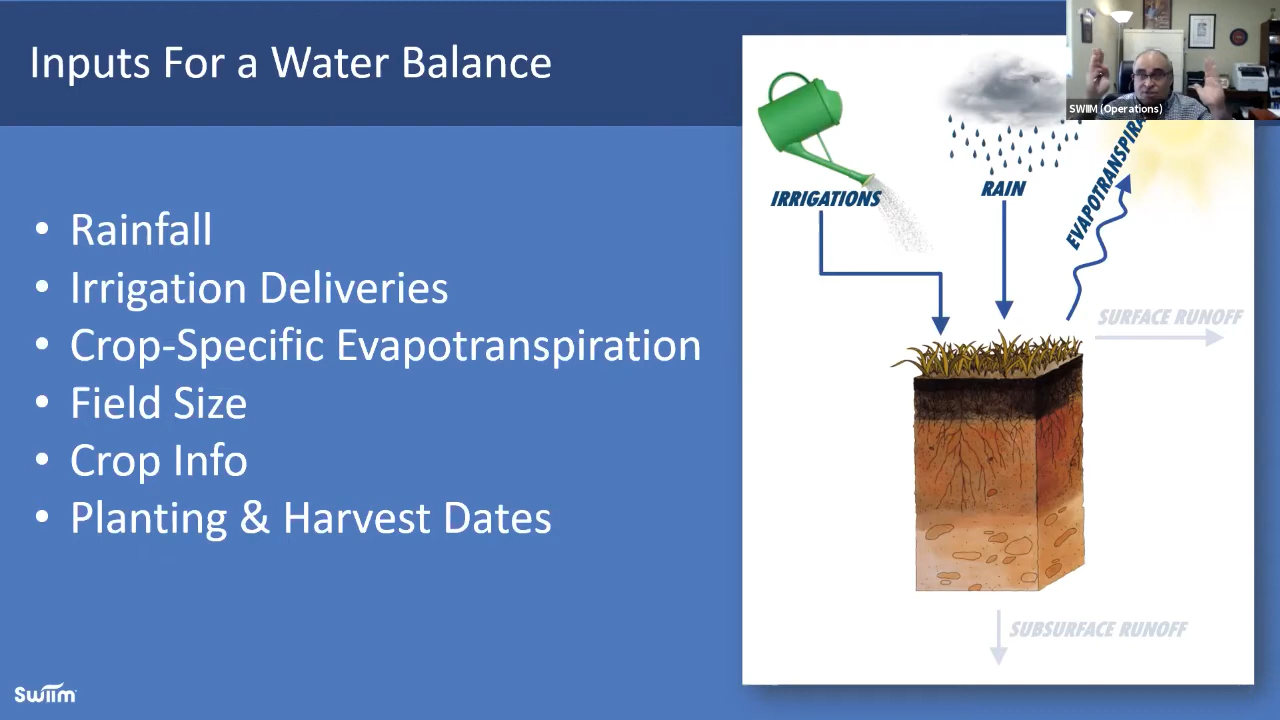 Inputs For a Water Balance
SWIIM (Operations)
• Rainfall
• Irrigation Deliveries
• Crop-Specific Evapotranspiration
• Field Size
• Crop Info
• Planting & Harvest Dates
IRRIGATIONS
RAIN
EVAPOTRANSPIRA
SURFACE RUNOFF
SUBSURFACE RUNOFF
Swiim